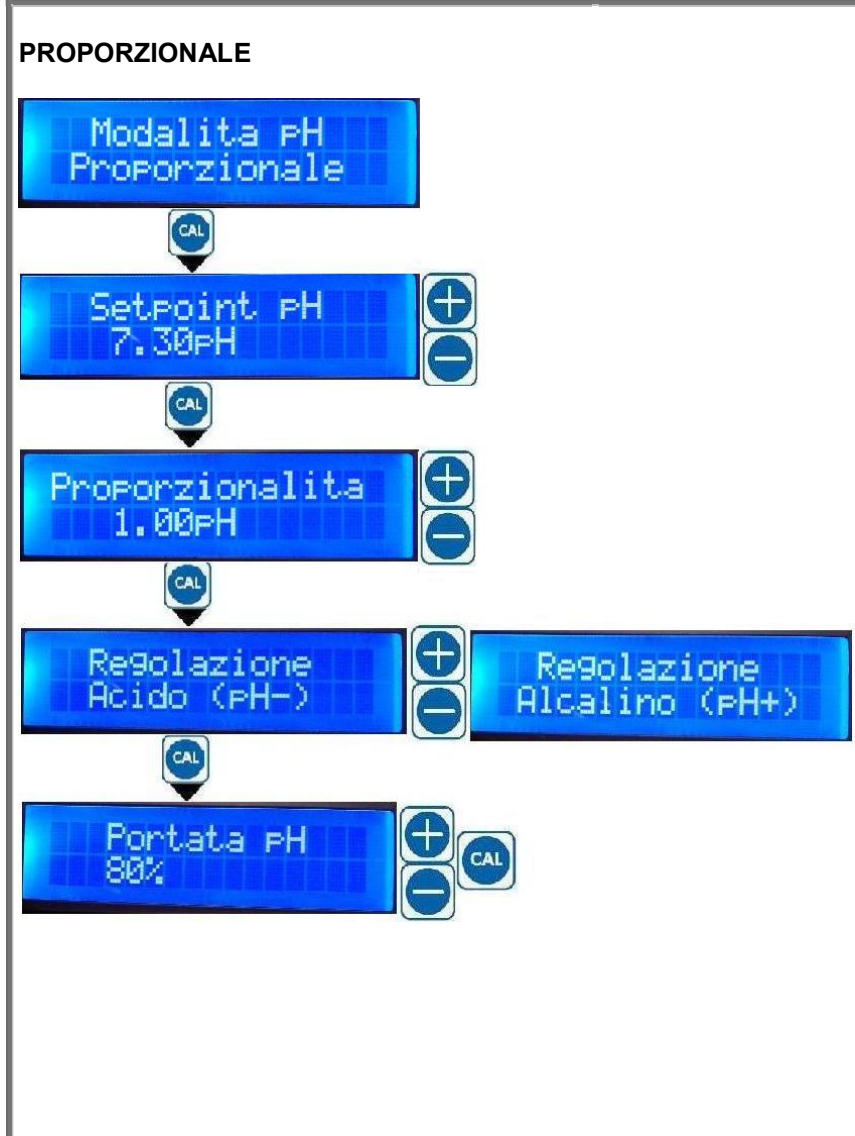 PROPORZIONALE
Modalita pH
Proporzionale
CAL
Setpoint pH
7.30pH
CAL
Proporzionalita
1.00pH
CAL
Regolazione
Acido (pH-)
Regolazione
Alcalino (pH+)
CAL
Portata pH
80%
CAL